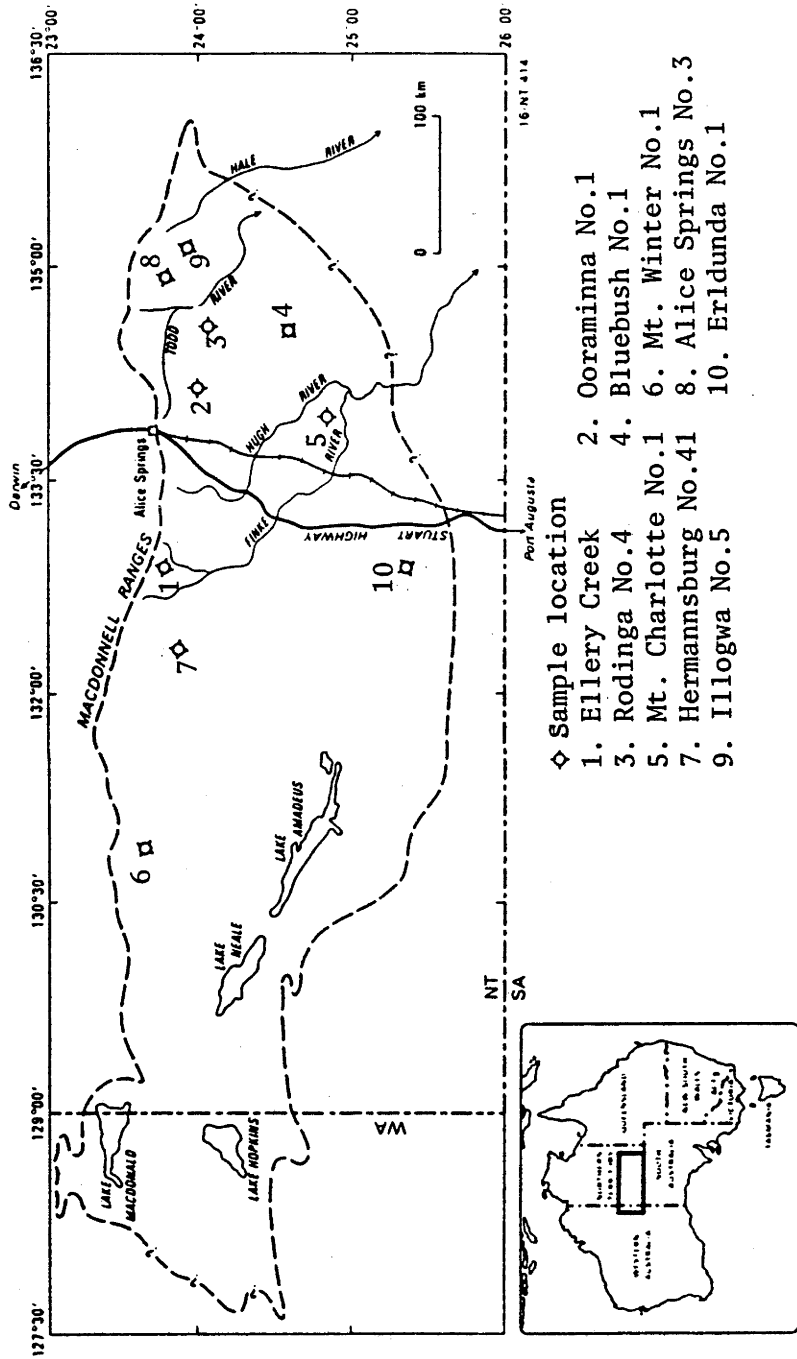 127°30'
129°00'
130°30'
132°00'
133°30'
135°00'
136°30'
23°00'
24°00
25°00
26 00
Darwin
Alice Springs
MACDONNELL RANGES
LAKE
MACDONALD
LAKE HOPKINS
LAKE
NEALE
LAKE
AMADEUS
WA
NT
SA
6
7
1
10
2
3
4
5
8
9
TODD
RIVER
HALE
RIVER
HUGH
RIVER
FINKE
RIVER
STUART
HIGHWAY
Port Augusta
?
?
?
?
?
?
?
0
100 km
16-NT 414
WESTERN
AUSTRALIA
NORTHERN
TERRITORY
QUEENSLAND
SOUTH
AUSTRALIA
NEW SOUTH
WALES
VICTORIA
TASMANIA
Sample location
1. Ellery Creek 2. Ooraminna No.1
3. Rodinga No.4 4. Bluebush No.1
5. Mt. Charlotte No.1 6. Mt. Winter No.1
7. Hermannsburg No.41 8. Alice Springs No.3
9. Illogwa No.5 10. Erldunda No.1